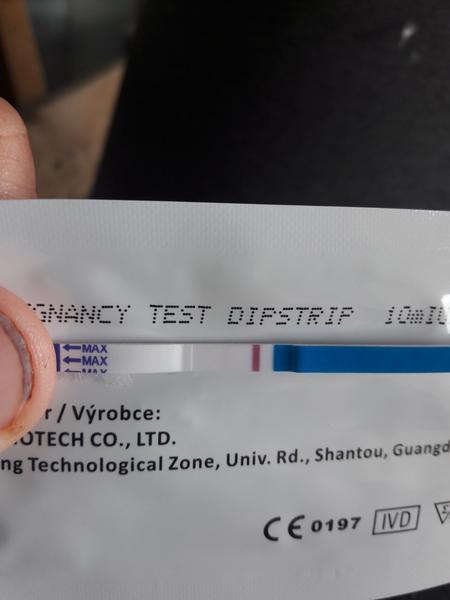 GNANCY TEST DIPSTRIP 10mIU
MAX
MAX
MAX
r / Výrobce:
OTECH CO., LTD.
ng Technological Zone, Univ. Rd., Shantou, Guangd
CE 0197 IVD